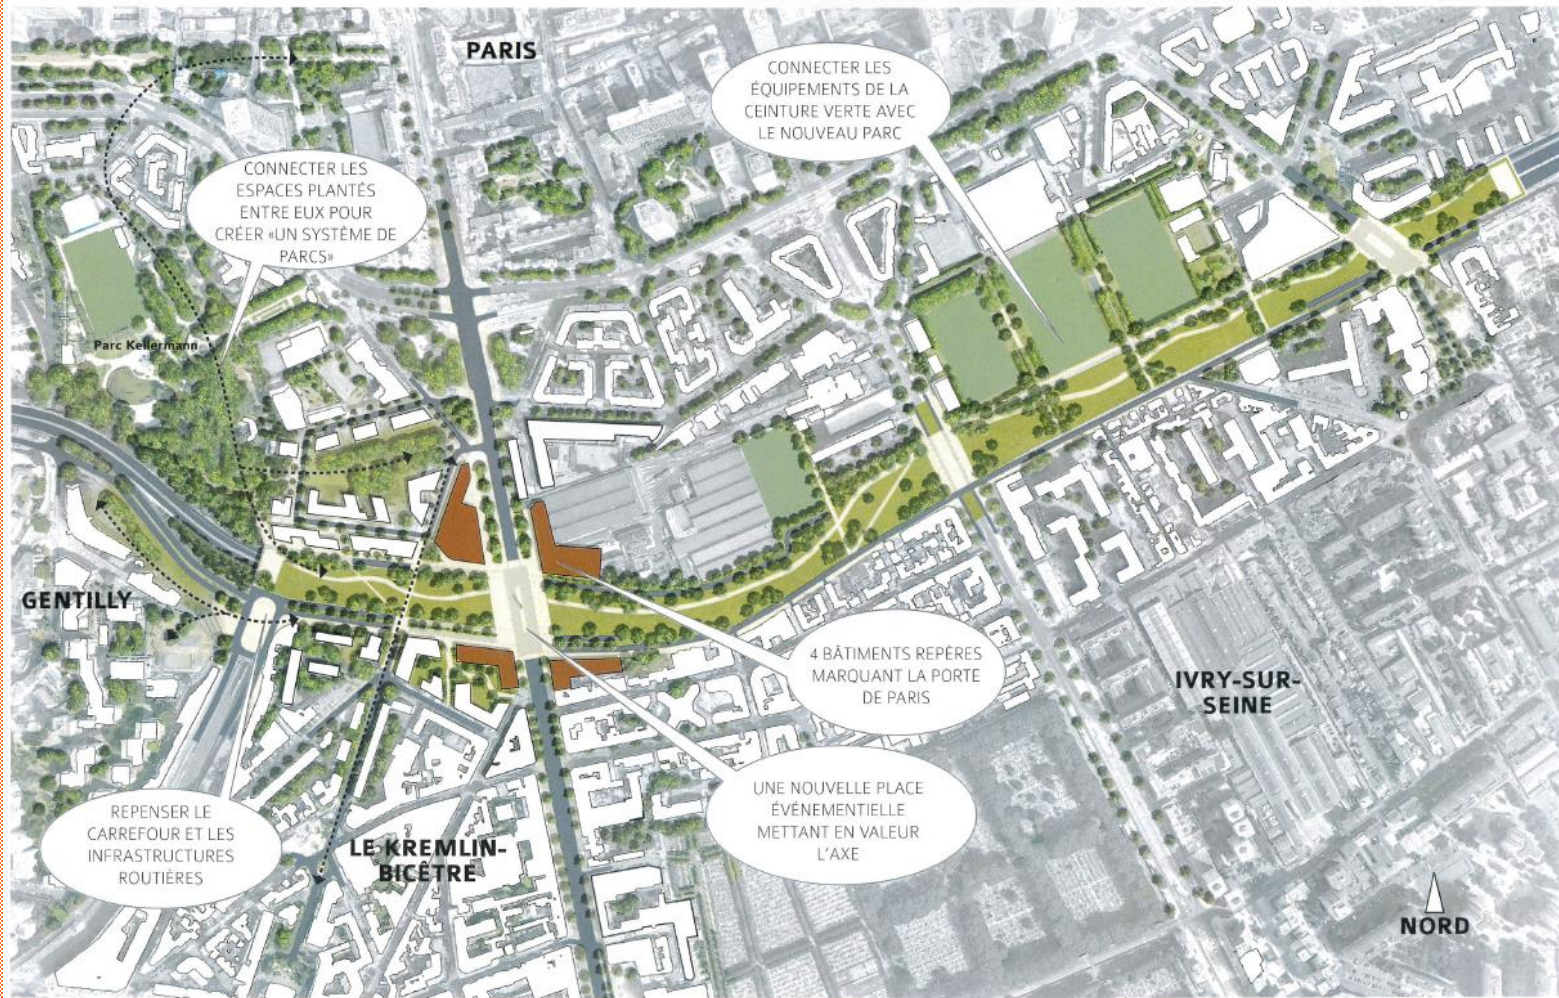 PARIS
CONNECTER LES
ÉQUIPEMENTS DE LA
CEINTURE VERTE AVEC
LE NOUVEAU PARC
CONNECTER LES
ESPACES PLANTÉS
ENTRE EUX POUR
CRÉER «UN SYSTÈME DE
PARCS»
Parc Kellermann
GENTILLY
4 BÂTIMENTS REPÈRES
MARQUANT LA PORTE
DE PARIS
IVRY-SUR-
SEINE
UNE NOUVELLE PLACE
ÉVÉNEMENTIELLE
METTANT EN VALEUR
L'AXE
REPENSER LE
CARREFOUR ET LES
INFRASTRUCTURES
ROUTIÈRES
LE KREMLIN-
BICÊTRE
NORD